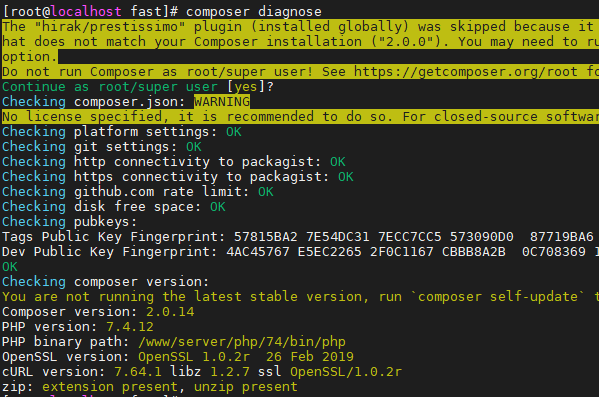 [root@localhost fast]# composer diagnose
The "hirak/prestissimo" plugin (installed globally) was skipped because it
hat does not match your Composer installation ("2.0.0"). You may need to ru
option.
Do not run Composer as root/super user! See https://getcomposer.org/root fo
Continue as root/super user [yes]?
Checking composer.json: WARNING
No license specified, it is recommended to do so. For closed-source softwar
Checking platform settings: OK
Checking git settings: OK
Checking http connectivity to packagist: OK
Checking https connectivity to packagist: OK
Checking github.com rate limit: OK
Checking disk free space: OK
Checking pubkeys:
Tags Public Key Fingerprint: 57815BA2 7E54DC31 7ECC7CC5 573090D0  87719BA6
Dev Public Key Fingerprint: 4AC45767 E5EC2265 2F0C1167 CBBB8A2B  0C708369 1
OK
Checking composer version:
You are not running the latest stable version, run `composer self-update` t
Composer version: 2.0.14
PHP version: 7.4.12
PHP binary path: /www/server/php/74/bin/php
OpenSSL version: OpenSSL 1.0.2r  26 Feb 2019
cURL version: 7.64.1 libz 1.2.7 ssl OpenSSL/1.0.2r
zip: extension present, unzip present